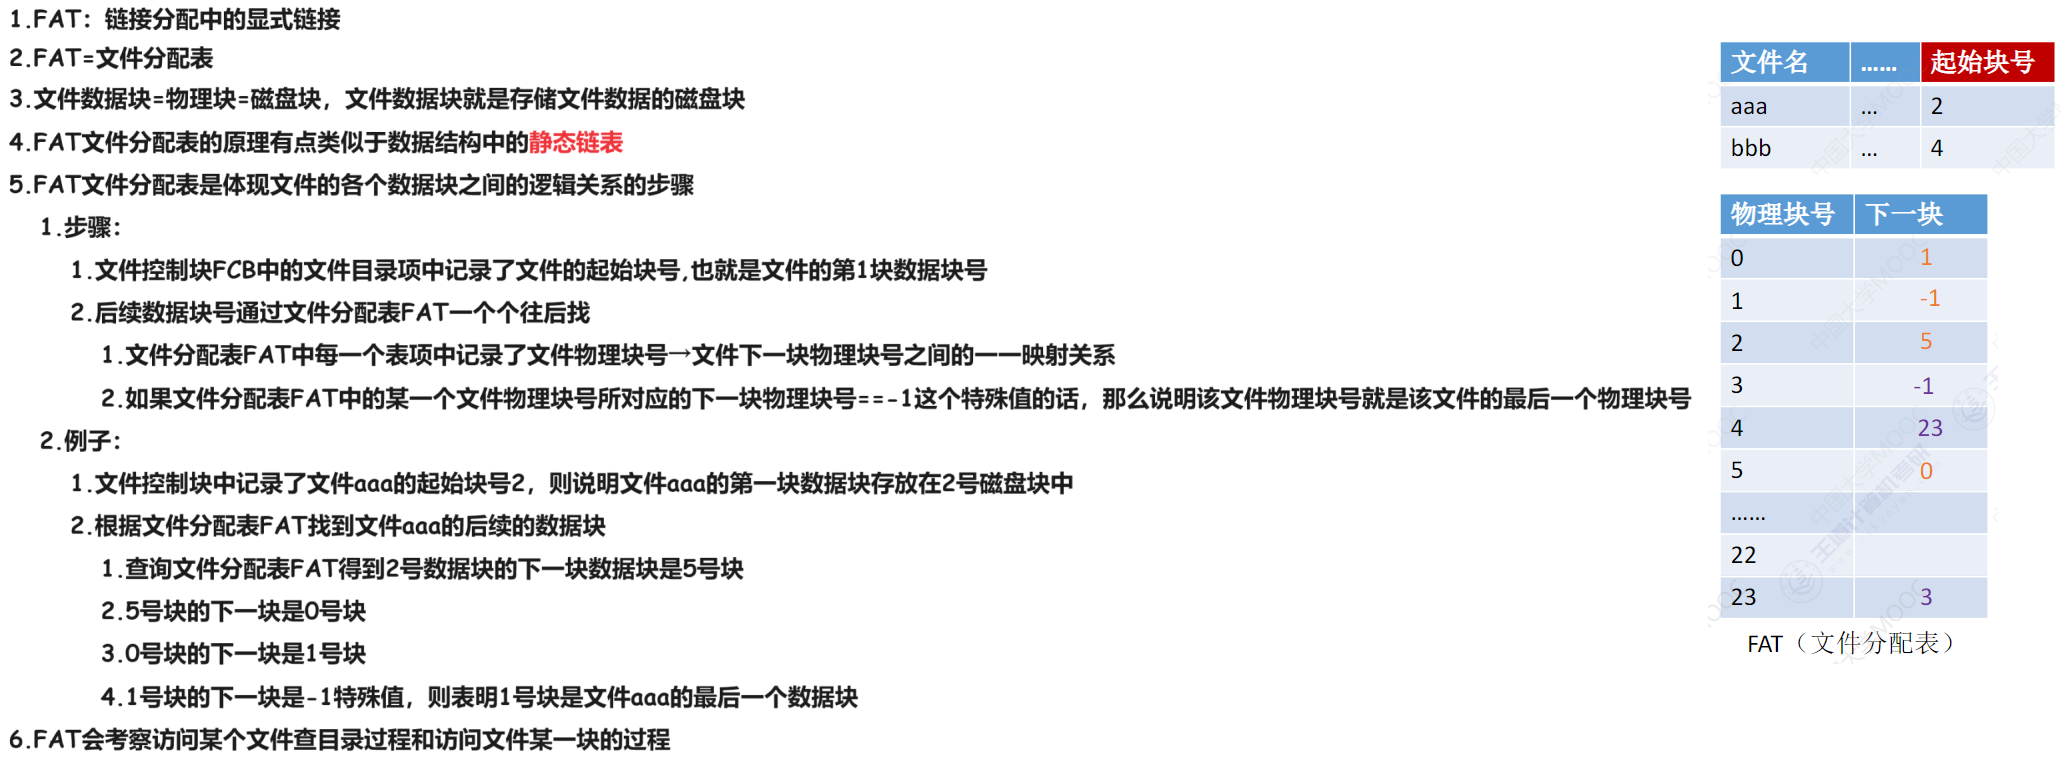 1.FAT：链接分配中的显式链接
2.FAT=文件分配表
3.文件数据块=物理块=磁盘块，文件数据块就是存储文件数据的磁盘块
4.FAT文件分配表的原理有点类似于数据结构中的静态链表
5.FAT文件分配表是体现文件的各个数据块之间的逻辑关系的步骤
1.步骤：
1.文件控制块FCB中的文件目录项中记录了文件的起始块号,也就是文件的第1块数据块号
2.后续数据块号通过文件分配表FAT一个个往后找
1.文件分配表FAT中每一个表项中记录了文件物理块号→文件下一块物理块号之间的一一映射关系
2.如果文件分配表FAT中的某一个文件物理块号所对应的下一块物理块号==-1这个特殊值的话，那么说明该文件物理块号就是该文件的最后一个物理块号
2.例子：
1.文件控制块中记录了文件aaa的起始块号2，则说明文件aaa的第一块数据块存放在2号磁盘块中
2.根据文件分配表FAT找到文件aaa的后续的数据块
1.查询文件分配表FAT得到2号数据块的下一块数据块是5号块
2.5号块的下一块是0号块
3.0号块的下一块是1号块
4.1号块的下一块是-1特殊值，则表明1号块是文件aaa的最后一个数据块
6.FAT会考察访问某个文件查目录过程和访问文件某一块的过程
文件名 …… 起始块号
aaa … 2
bbb … 4
物理块号 下一块
0 1
1 -1
2 5
3 -1
4 23
5 0
……
22
23 3
FAT（文件分配表）